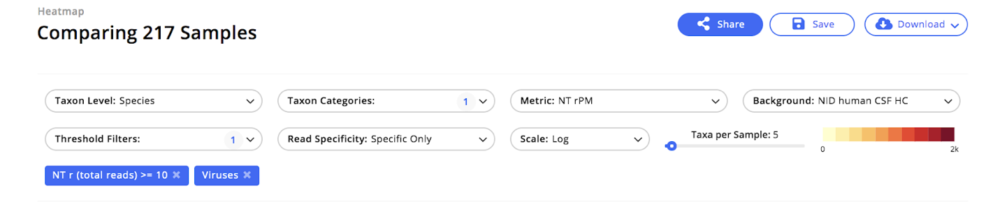 Heatmap
Comparing 217 Samples
Share
Save
Download
Taxon Level: Species
Taxon Categories: 1
Metric: NT rPM
Background: NID human CSF HC
Threshold Filters: 1
Read Specificity: Specific Only
Scale: Log
Taxa per Sample: 5
0 2k
NT r (total reads) >= 10 ×
Viruses ×